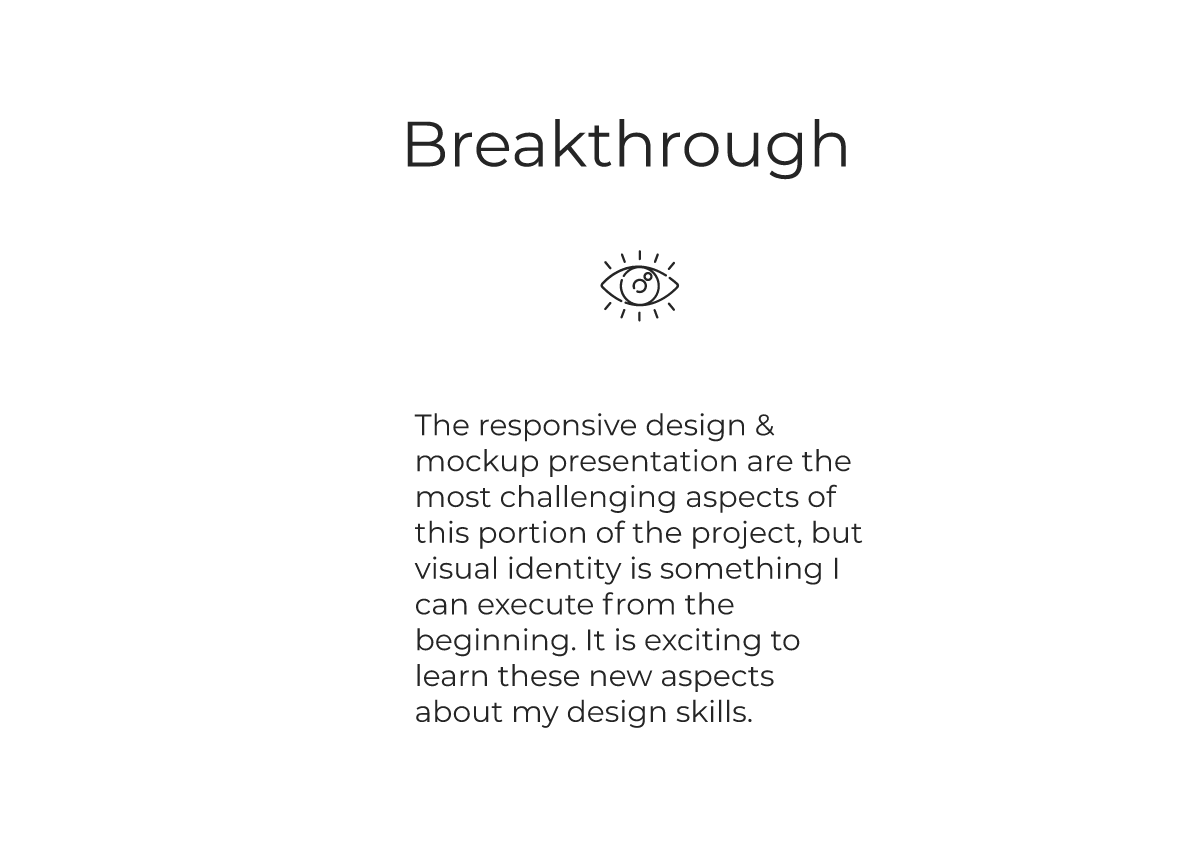 Breakthrough
The responsive design &
mockup presentation are the
most challenging aspects of
this portion of the project, but
visual identity is something I
can execute from the
beginning. It is exciting to
learn these new aspects
about my design skills.